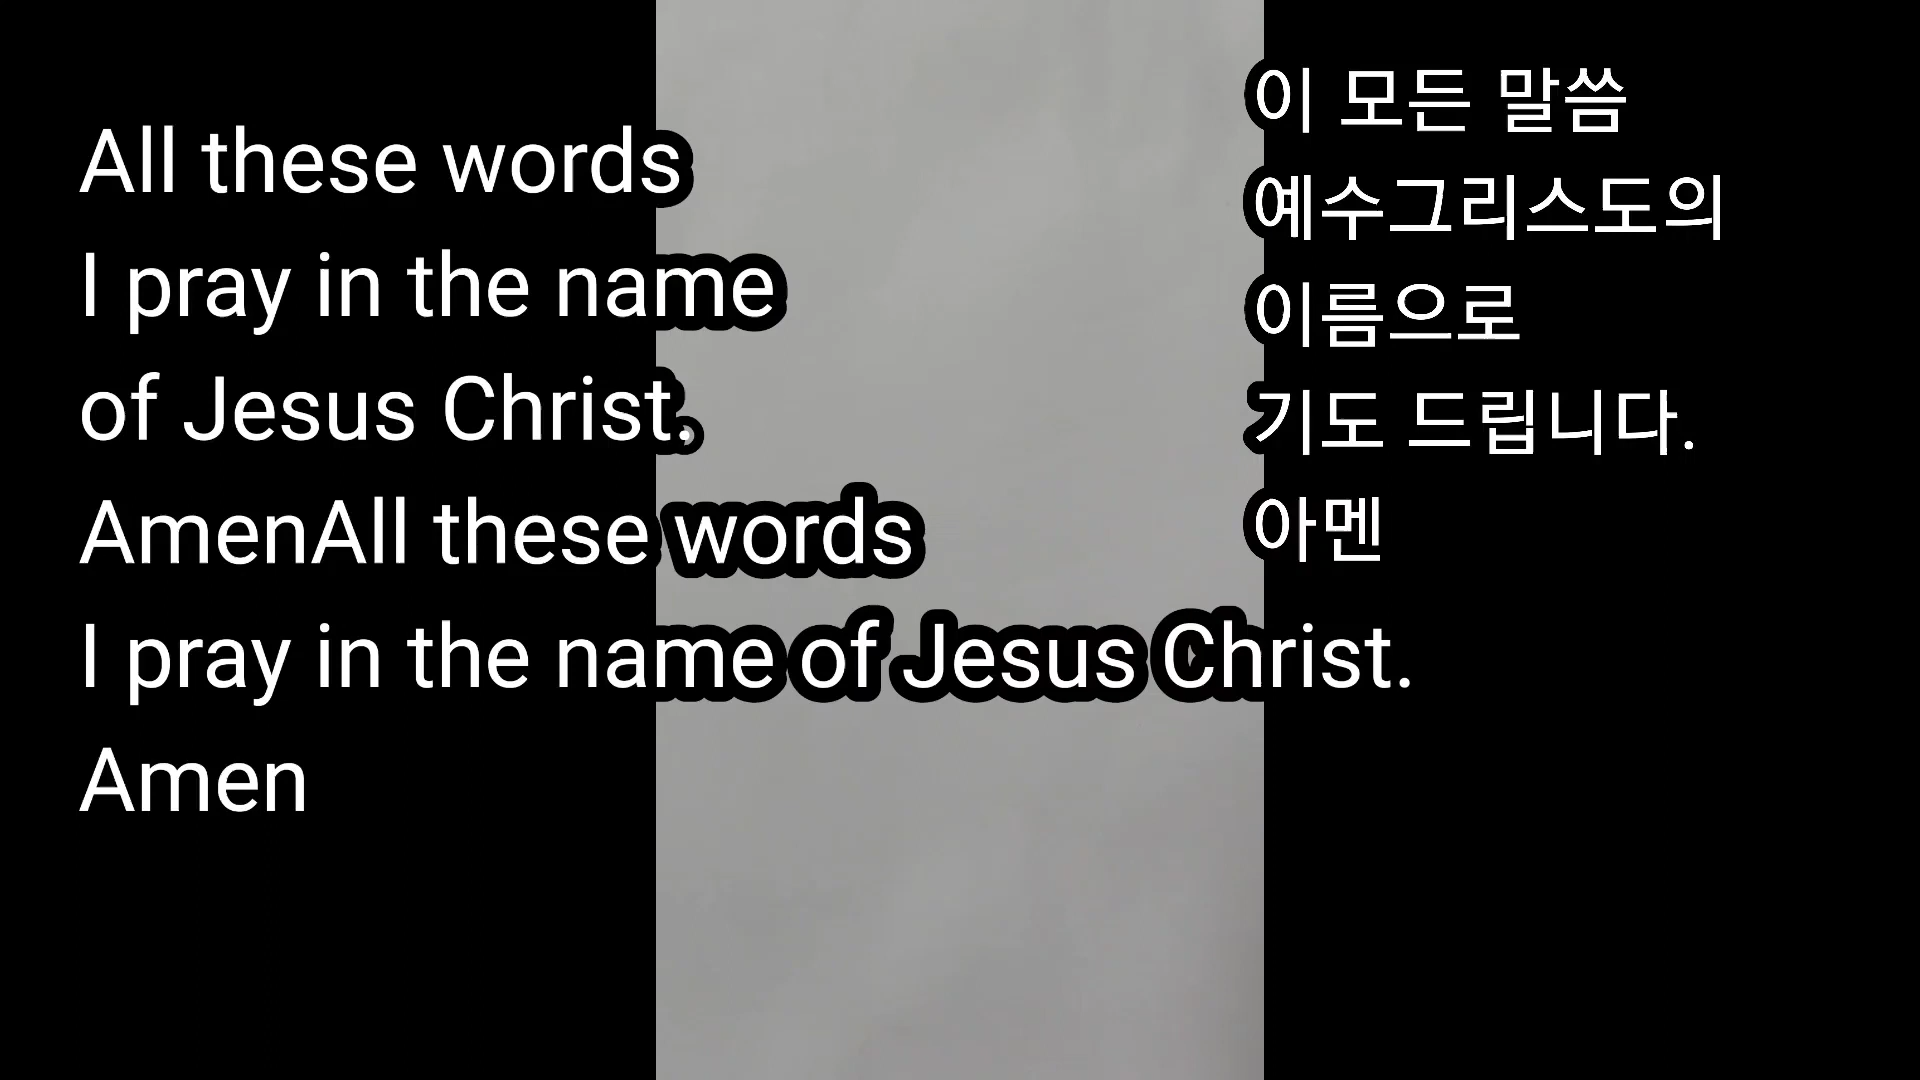 All these words
I pray in the name
of Jesus Christ.
AmenAll these words
I pray in the name of Jesus Christ.
Amen
이 모든 말씀
예수그리스도의
이름으로
기도 드립니다.
아멘